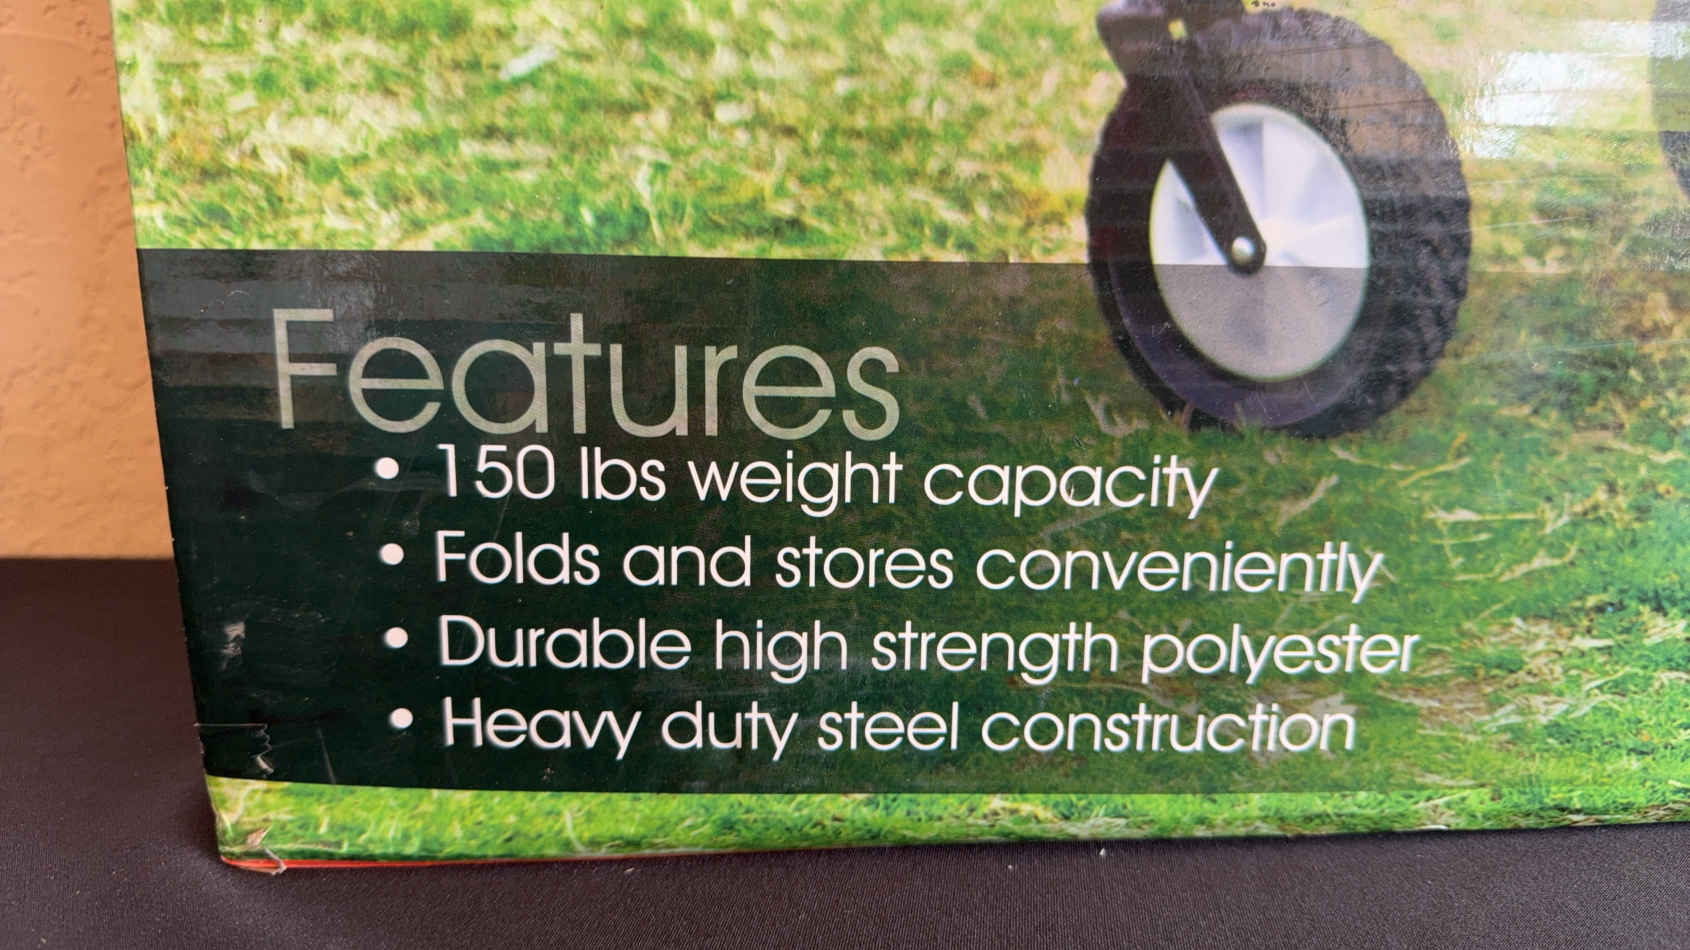 Features
• 150 lbs weight capacity
• Folds and stores conveniently
• Durable high strength polyester
• Heavy duty steel construction